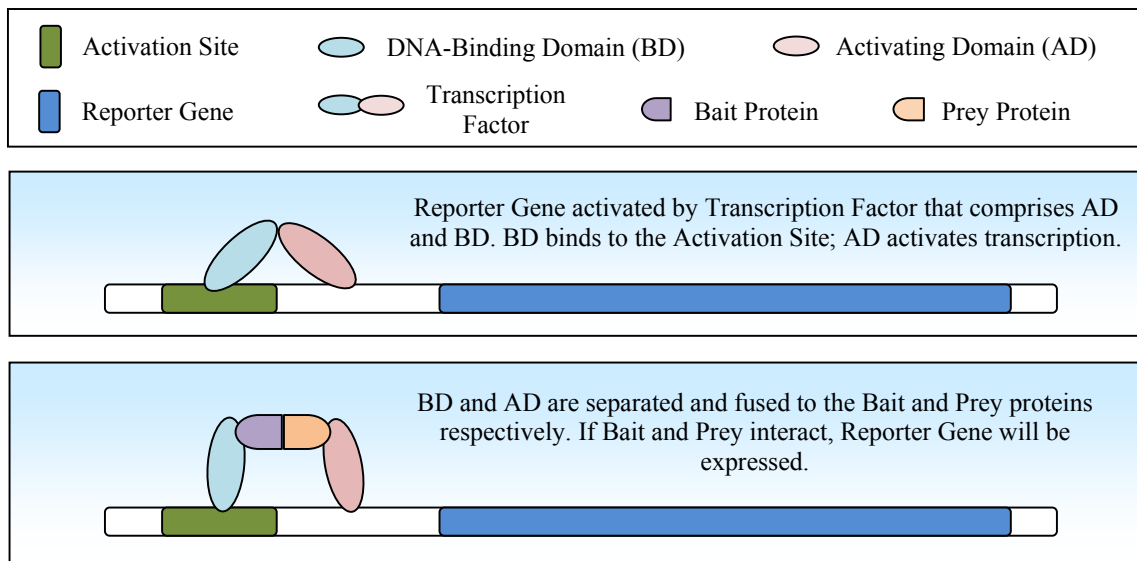 Activation Site
DNA-Binding Domain (BD)
Activating Domain (AD)
Reporter Gene
Transcription
Factor
Bait Protein
Prey Protein
Reporter Gene activated by Transcription Factor that comprises AD
and BD. BD binds to the Activation Site; AD activates transcription.
BD and AD are separated and fused to the Bait and Prey proteins
respectively. If Bait and Prey interact, Reporter Gene will be
expressed.